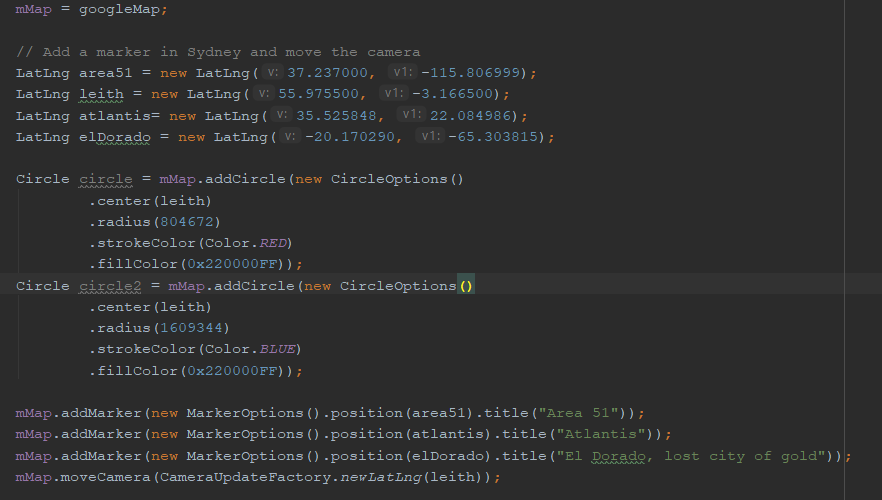 mMap = googleMap;
// Add a marker in Sydney and move the camera
LatLng area51 = new LatLng( v: 37.237000, v1: -115.806999);
LatLng leith = new LatLng( v: 55.975500, v1: -3.166500);
LatLng atlantis= new LatLng( v: 35.525848, v1: 22.084986);
LatLng elDorado = new LatLng( v: -20.170290, v1: -65.303815);
Circle circle = mMap.addCircle(new CircleOptions()
.center(leith)
.radius(804672)
.strokeColor(Color.RED)
.fillColor(0x220000FF));
Circle circle2 = mMap.addCircle(new CircleOptions()
.center(leith)
.radius(1609344)
.strokeColor(Color.BLUE)
.fillColor(0x220000FF));
mMap.addMarker(new MarkerOptions().position(area51).title("Area 51"));
mMap.addMarker(new MarkerOptions().position(atlantis).title("Atlantis"));
mMap.addMarker(new MarkerOptions().position(elDorado).title("El Dorado, lost city of gold"));
mMap.moveCamera(CameraUpdateFactory.newLatLng(leith));